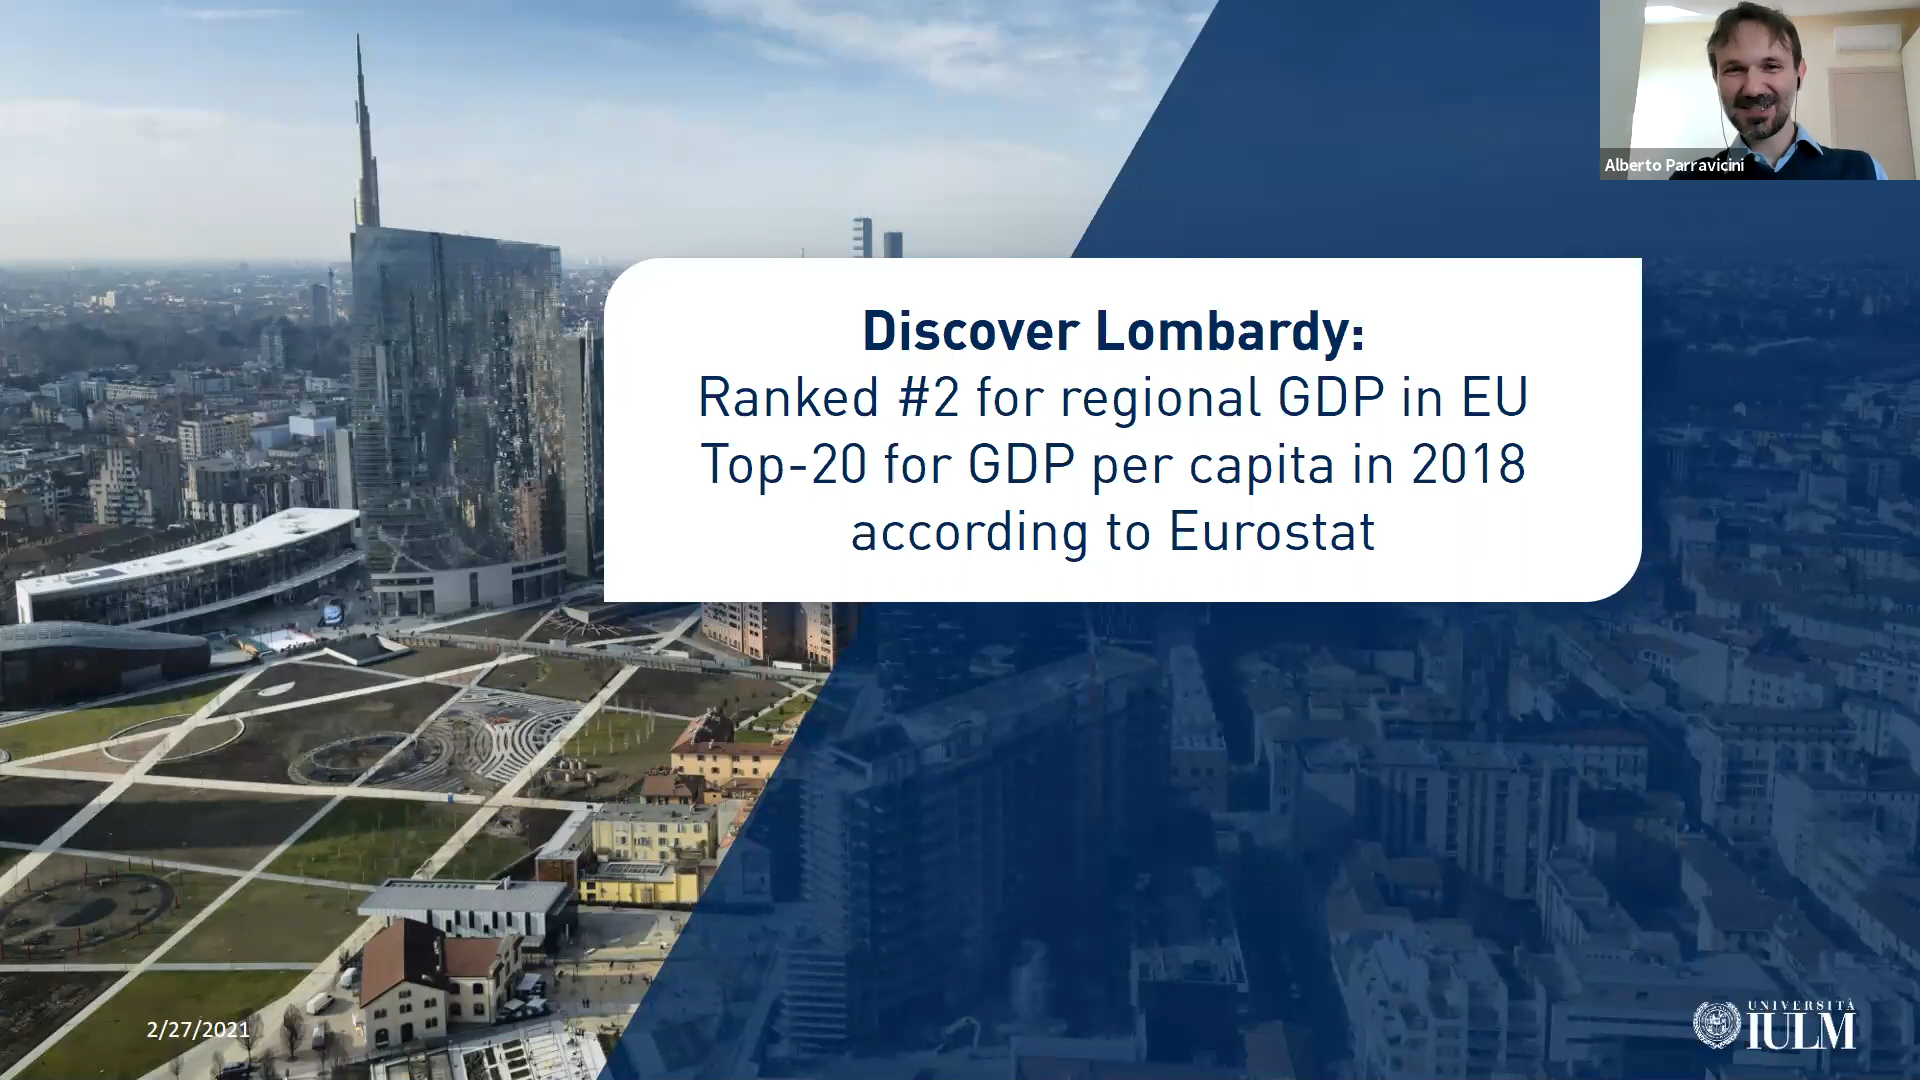 Alberto Parravicini
Discover Lombardy:
Ranked #2 for regional GDP in EU
Top-20 for GDP per capita in 2018
according to Eurostat
2/27/2021
UNIVERSITÀ
IULM